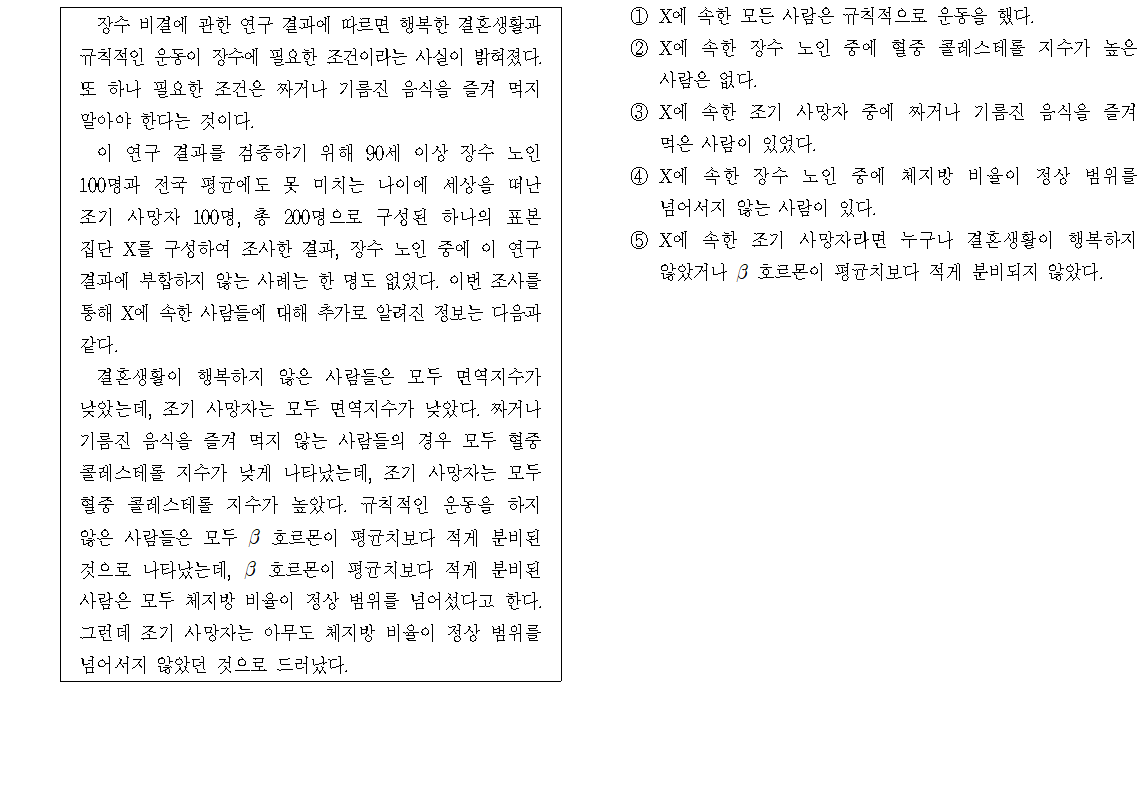 장수 비결에 관한 연구 결과에 따르면 행복한 결혼생활과
규칙적인 운동이 장수에 필요한 조건이라는 사실이 밝혀졌다.
또 하나 필요한 조건은 짜거나 기름진 음식을 즐겨 먹지
말아야 한다는 것이다.
이 연구 결과를 검증하기 위해 90세 이상 장수 노인
100명과 전국 평균에도 못 미치는 나이에 세상을 떠난
조기 사망자 100명, 총 200명으로 구성된 하나의 표본
집단 X를 구성하여 조사한 결과, 장수 노인 중에 이 연구
결과에 부합하지 않는 사례는 한 명도 없었다. 이번 조사를
통해 X에 속한 사람들에 대해 추가로 알려진 정보는 다음과
같다.
결혼생활이 행복하지 않은 사람들은 모두 면역지수가
낮았는데, 조기 사망자는 모두 면역지수가 낮았다. 짜거나
기름진 음식을 즐겨 먹지 않는 사람들의 경우 모두 혈중
콜레스테롤 지수가 낮게 나타났는데, 조기 사망자는 모두
혈중 콜레스테롤 지수가 높았다. 규칙적인 운동을 하지
않은 사람들은 모두 β 호르몬이 평균치보다 적게 분비된
것으로 나타났는데, β 호르몬이 평균치보다 적게 분비된
사람은 모두 체지방 비율이 정상 범위를 넘어섰다고 한다.
그런데 조기 사망자는 아무도 체지방 비율이 정상 범위를
넘어서지 않았던 것으로 드러났다.
① X에 속한 모든 사람은 규칙적으로 운동을 했다.
② X에 속한 장수 노인 중에 혈중 콜레스테롤 지수가 높은
사람은 없다.
③ X에 속한 조기 사망자 중에 짜거나 기름진 음식을 즐겨
먹은 사람이 있었다.
④ X에 속한 장수 노인 중에 체지방 비율이 정상 범위를
넘어서지 않는 사람이 있다.
⑤ X에 속한 조기 사망자라면 누구나 결혼생활이 행복하지
않았거나 β 호르몬이 평균치보다 적게 분비되지 않았다.